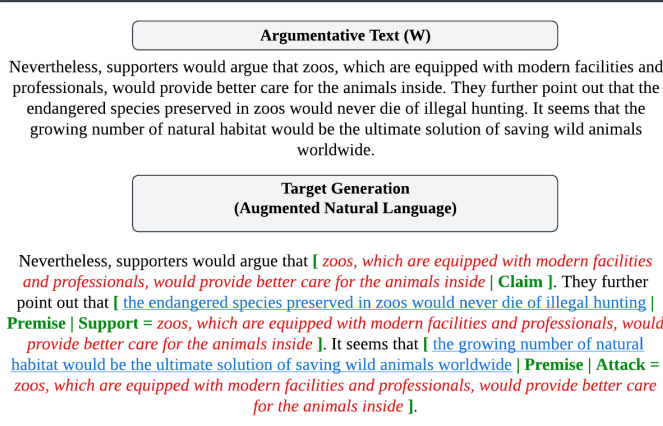 Argumentative Text (W)
Nevertheless, supporters would argue that zoos, which are equipped with modern facilities and
professionals, would provide better care for the animals inside. They further point out that the
endangered species preserved in zoos would never die of illegal hunting. It seems that the
growing number of natural habitat would be the ultimate solution of saving wild animals
worldwide.
Target Generation
(Augmented Natural Language)
Nevertheless, supporters would argue that [ zoos, which are equipped with modern facilities
and professionals, would provide better care for the animals inside | Claim ]. They further
point out that [ the endangered species preserved in zoos would never die of illegal hunting |
Premise | Support = zoos, which are equipped with modern facilities and professionals, would
provide better care for the animals inside ]. It seems that [ the growing number of natural
habitat would be the ultimate solution of saving wild animals worldwide | Premise | Attack =
zoos, which are equipped with modern facilities and professionals, would provide better care
for the animals inside ].